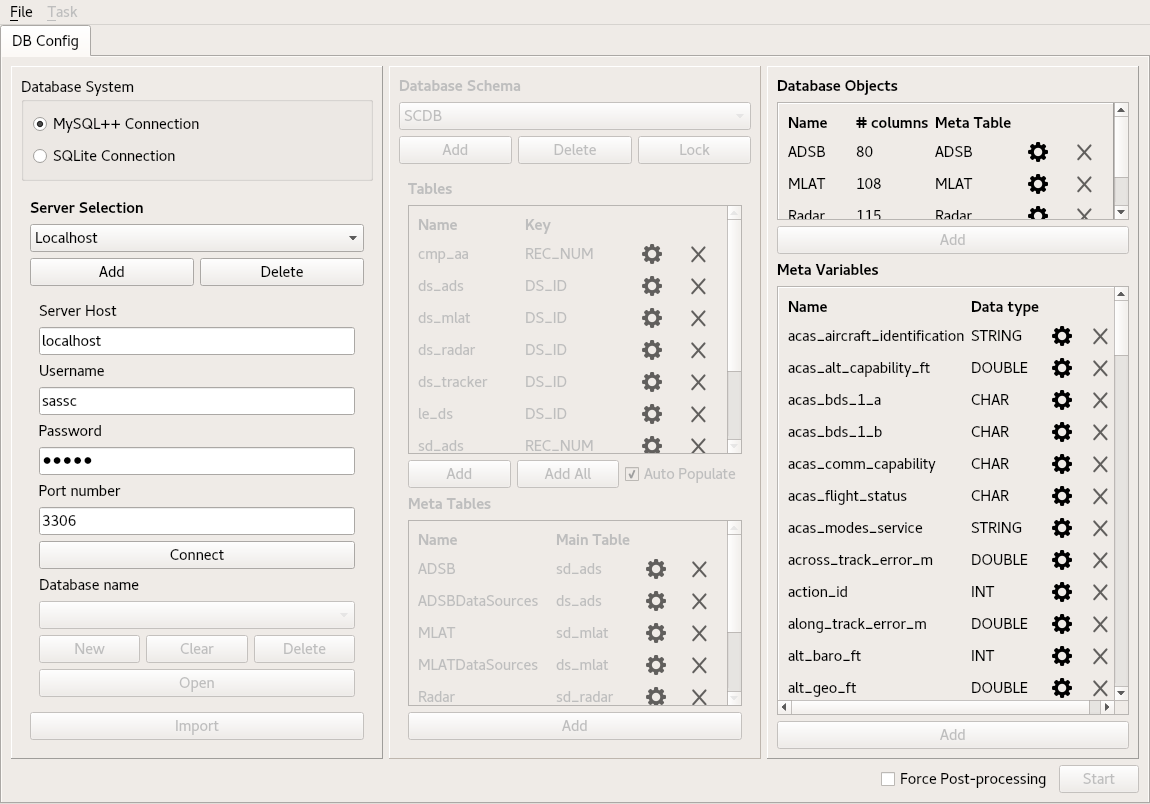 File Task
DB Config
Database System
MySQL++ Connection
SQLite Connection
Server Selection
Localhost
Add Delete
Server Host
localhost
Username
sassc
Password
●●●●●
Port number
3306
Connect
Database name
New Clear Delete
Open
Import
Database Schema
SCDB
Add Delete Lock
Tables
Name Key
cmp_aa REC_NUM
ds_ads DS_ID
ds_mlat DS_ID
ds_radar DS_ID
ds_tracker DS_ID
le_ds DS_ID
sd_ads REC_NUM
Add Add All Auto Populate
Meta Tables
Name Main Table
ADSB sd_ads
ADSBDataSources ds_ads
MLAT sd_mlat
MLATDataSources ds_mlat
Radar sd_radar
Add
Database Objects
Name # columns Meta Table
ADSB 80 ADSB
MLAT 108 MLAT
Radar 115 Radar
Add
Meta Variables
Name Data type
acas_aircraft_identification STRING
acas_alt_capability_ft DOUBLE
acas_bds_1_a CHAR
acas_bds_1_b CHAR
acas_comm_capability CHAR
acas_flight_status CHAR
acas_modes_service STRING
across_track_error_m DOUBLE
action_id INT
along_track_error_m DOUBLE
alt_baro_ft INT
alt_geo_ft DOUBLE
Add
Force Post-processing Start